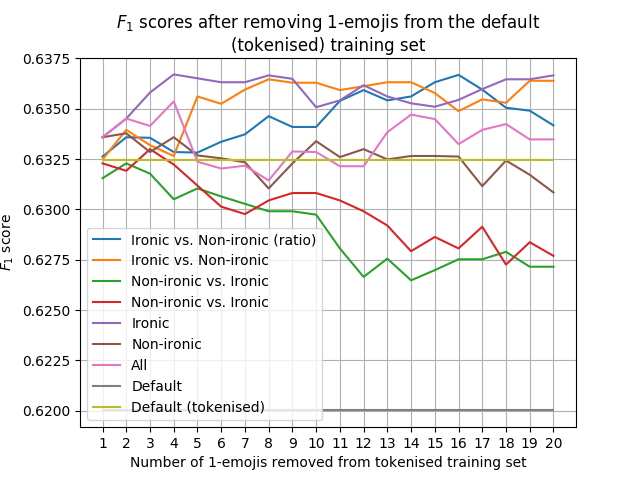 F1 scores after removing 1-emojis from the default
(tokenised) training set
0.6375
0.6350
0.6325
0.6300
0.6275
0.6250
0.6225
0.6200
F1 score
Ironic vs. Non-ironic (ratio)
Ironic vs. Non-ironic
Non-ironic vs. Ironic
Non-ironic vs. Ironic
Ironic
Non-ironic
All
Default
Default (tokenised)
1 2 3 4 5 6 7 8 9 10 11 12 13 14 15 16 17 18 19 20
Number of 1-emojis removed from tokenised training set